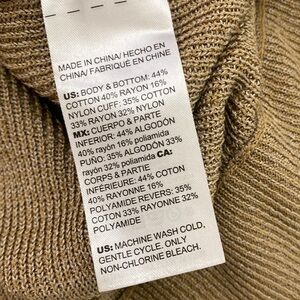 MADE IN CHINA/ HECHO EN
CHINA/ FABRIQUÉ EN CHINE
US: BODY & BOTTOM: 44%
COTTON 40% RAYON 16%
NYLON CUFF: 35% COTTON
33% RAYON 32% NYLON
MX: CUERPO & PARTE
INFERIOR: 44% ALGODÓN
40% rayón 16% poliamida
PUÑO: 35% ALGODÓN 33%
rayón 32% poliamida CA:
CORPS & PARTIE
INFÉRIEURE: 44% COTON
40% RAYONNE 16%
POLYAMIDE REVERS: 35%
COTON 33% RAYONNE 32%
POLYAMIDE
US: MACHINE WASH COLD,
GENTLE CYCLE. ONLY
NON-CHLORINE BLEACH.